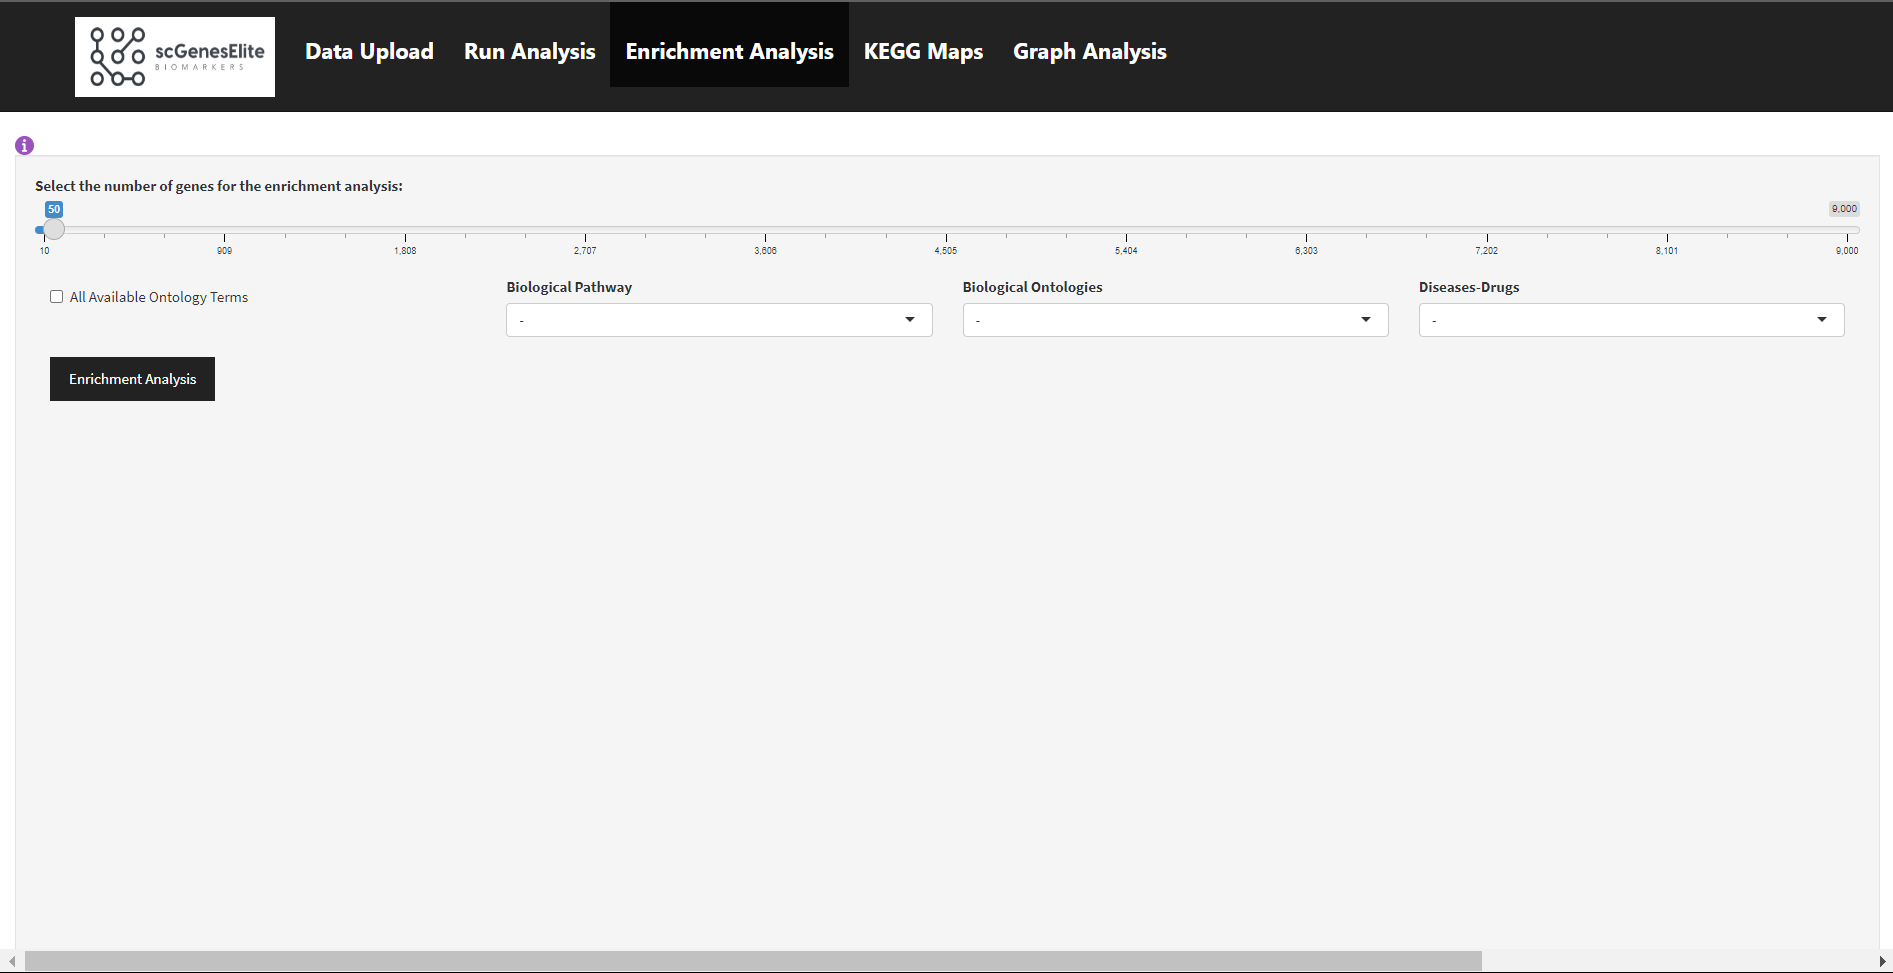 scGenesElite
BIOMARKERS
Data Upload
Run Analysis
Enrichment Analysis
KEGG Maps
Graph Analysis
i
Select the number of genes for the enrichment analysis:
50
9,000
10 909 1,808 2,707 3,606 4,505 5,404 6,303 7,202 8,101 9,000
All Available Ontology Terms
Biological Pathway
-
Biological Ontologies
-
Diseases-Drugs
-
Enrichment Analysis